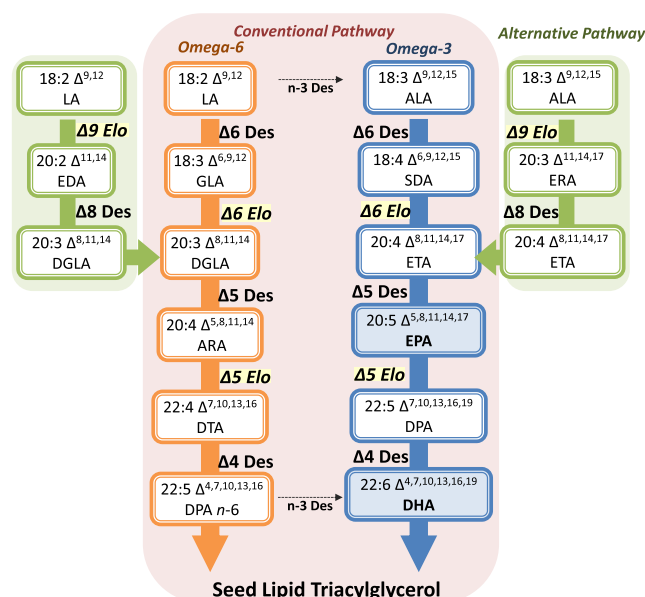 Conventional Pathway
Omega-6
Omega-3
Alternative Pathway
18:2 Δ9,12
LA
Δ9 Elo
20:2 Δ11,14
EDA
Δ8 Des
20:3 Δ8,11,14
DGLA
18:2 Δ9,12
LA
n-3 Des
Δ6 Des
18:3 Δ6,9,12
GLA
Δ6 Elo
20:3 Δ8,11,14
DGLA
Δ5 Des
20:4 Δ5,8,11,14
ARA
Δ5 Elo
22:4 Δ7,10,13,16
DTA
Δ4 Des
22:5 Δ4,7,10,13,16
DPA n-6
n-3 Des
18:3 Δ9,12,15
ALA
Δ6 Des
18:4 Δ6,9,12,15
SDA
Δ6 Elo
20:4 Δ8,11,14,17
ETA
Δ5 Des
20:5 Δ5,8,11,14,17
EPA
Δ5 Elo
22:5 Δ7,10,13,16,19
DPA
Δ4 Des
22:6 Δ4,7,10,13,16,19
DHA
18:3 Δ9,12,15
ALA
Δ9 Elo
20:3 Δ11,14,17
ERA
Δ8 Des
20:4 Δ8,11,14,17
ETA
Seed Lipid Triacylglycerol